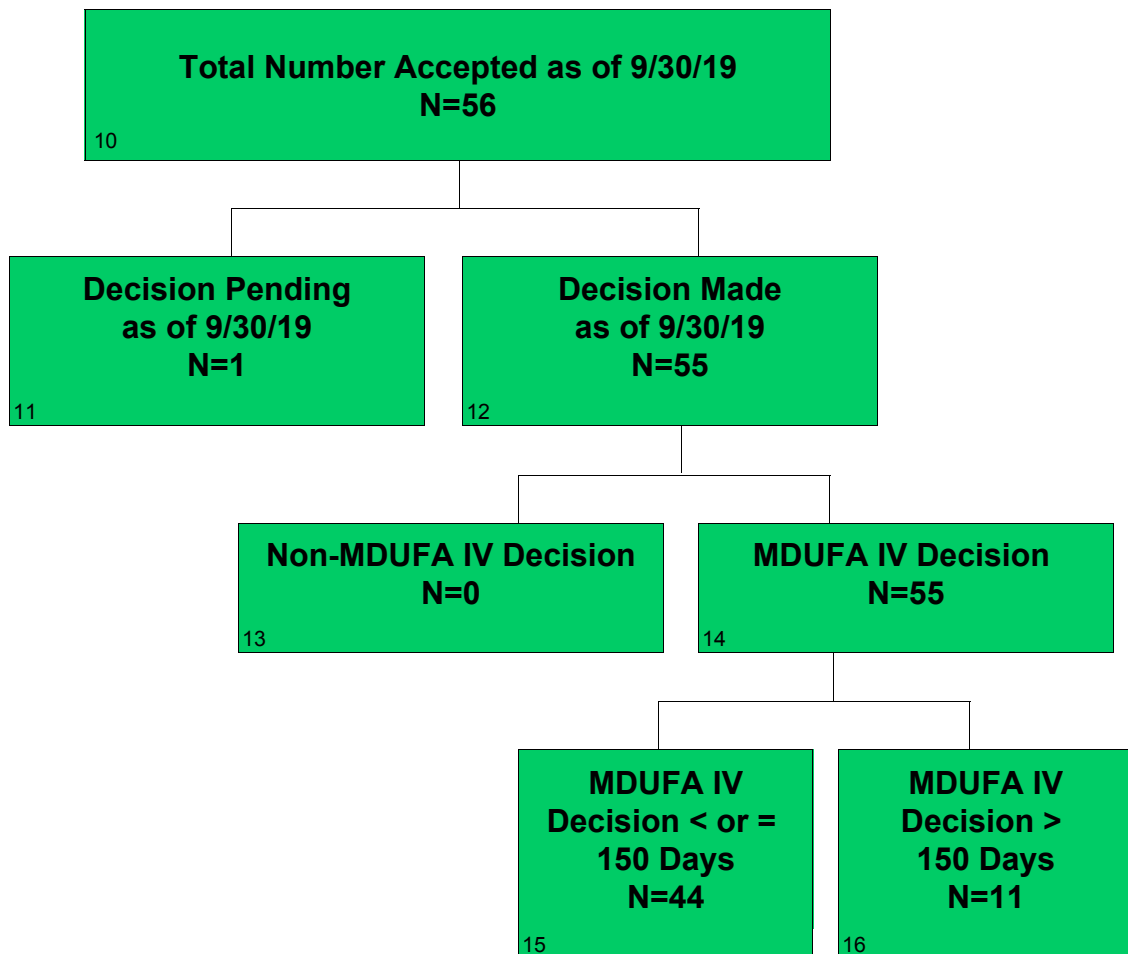 Total Number Accepted as of 9/30/19
N=56
10
Decision Pending
as of 9/30/19
N=1
11
Decision Made
as of 9/30/19
N=55
12
Non-MDUFA IV Decision
N=0
13
MDUFA IV Decision
N=55
14
MDUFA IV
Decision < or =
150 Days
N=44
15
MDUFA IV
Decision >
150 Days
N=11
16